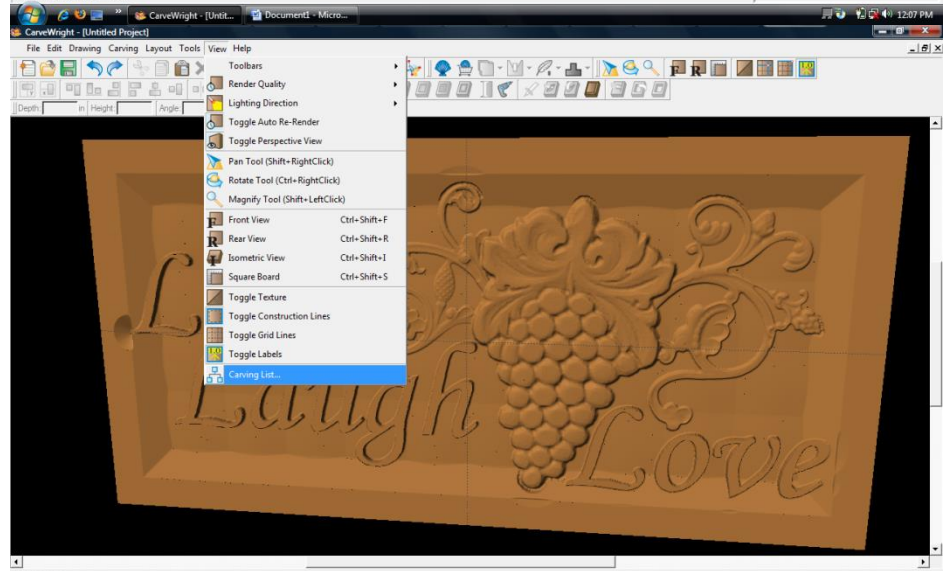 CarveWright - [Untit...
Document1 - Micro...
12:07 PM
CarveWright - [Untitled Project]
File Edit Drawing Carving Layout Tools View Help
Depth: in Height: Angle:
Toolbars
Render Quality
Lighting Direction
Toggle Auto Re-Render
Toggle Perspective View
Pan Tool (Shift+RightClick)
Rotate Tool (Ctrl+RightClick)
Magnify Tool (Shift+LeftClick)
F Front View Ctrl+Shift+F
R Rear View Ctrl+Shift+R
Isometric View Ctrl+Shift+I
Square Board Ctrl+Shift+S
Toggle Texture
Toggle Construction Lines
Toggle Grid Lines
Toggle Labels
Carving List...
F R
L
Laugh
Love